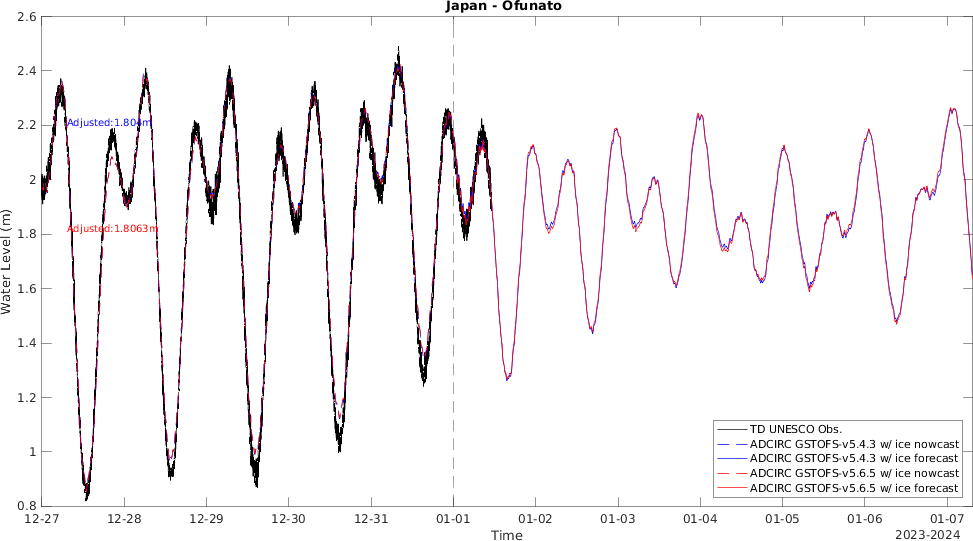 Japan - Ofunato
2.6
2.4
2.2
2
1.8
1.6
1.4
1.2
1
0.8
Water Level (m)
Adjusted:1.804m
Adjusted:1.8063m
TD UNESCO Obs.
ADCIRC GSTOFS-v5.4.3 w/ ice nowcast
ADCIRC GSTOFS-v5.4.3 w/ ice forecast
ADCIRC GSTOFS-v5.6.5 w/ ice nowcast
ADCIRC GSTOFS-v5.6.5 w/ ice forecast
12-27 12-28 12-29 12-30 12-31 01-01 01-02 01-03 01-04 01-05 01-06 01-07
Time
2023-2024